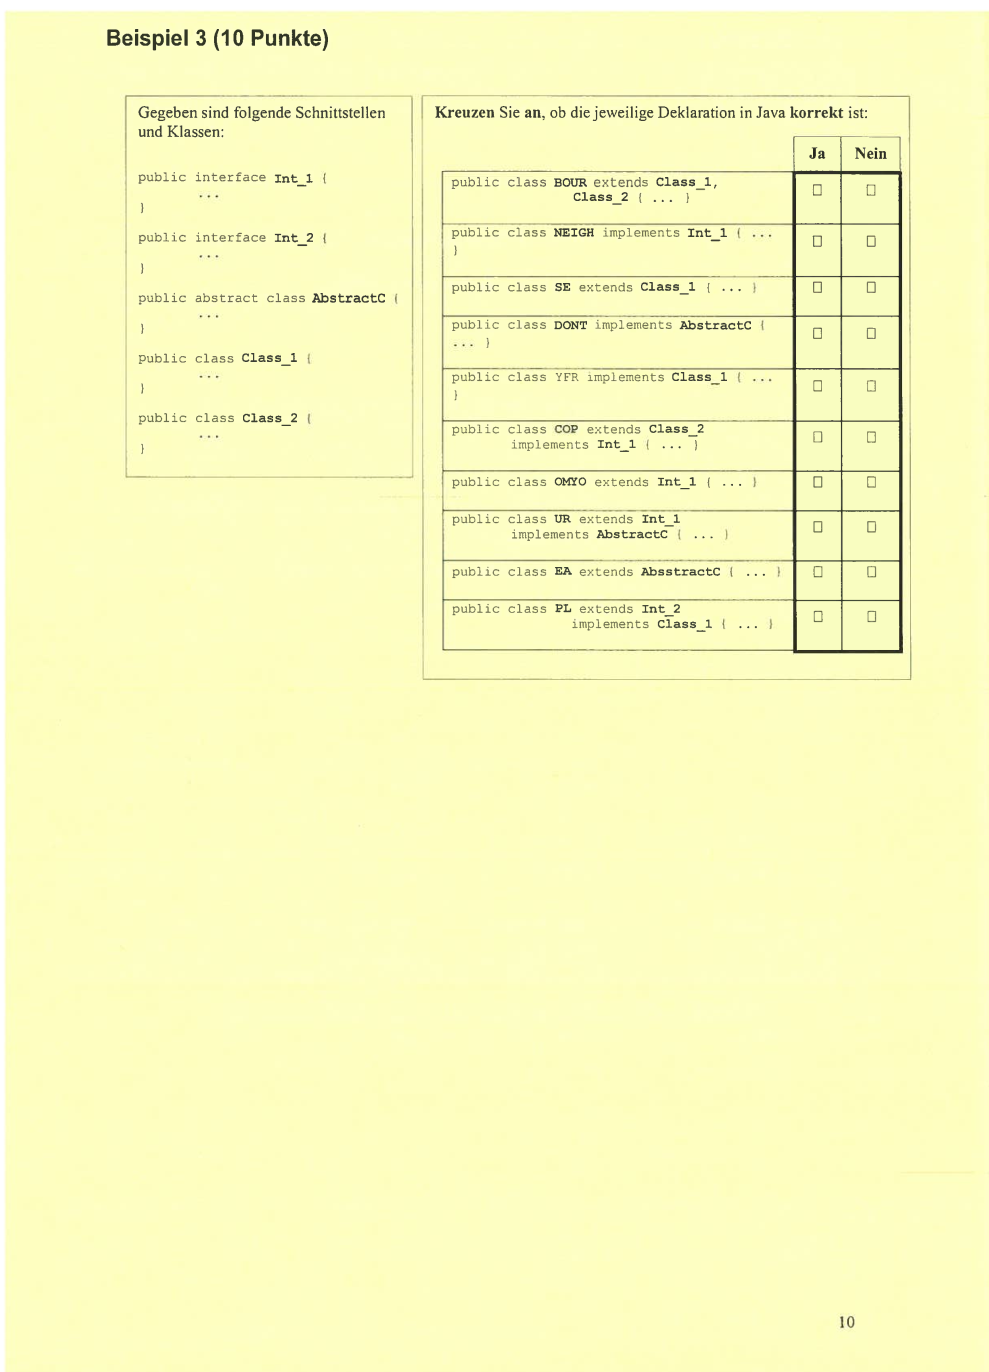 Beispiel 3 (10 Punkte)
Gegeben sind folgende Schnittstellen
und Klassen:
public interface Int_1 {
...
}
public interface Int_2 {
...
}
public abstract class AbstractC {
...
}
public class Class_1 {
...
}
public class Class_2 {
...
}
Kreuzen Sie an, ob die jeweilige Deklaration in Java korrekt ist:
Ja Nein
public class BOUR extends Class_1,
Class_2 { ... }
public class NEIGH implements Int_1 { ...
}
public class SE extends Class_1 { ... }
public class DONT implements AbstractC {
... }
public class YFR implements Class_1 { ...
}
public class COP extends Class_2
implements Int_1 { ... }
public class OMYO extends Int_1 { ... }
public class UR extends Int_1
implements AbstractC { ... }
public class EA extends AbsstractC { ... }
public class PL extends Int_2
implements Class_1 { ... }
10